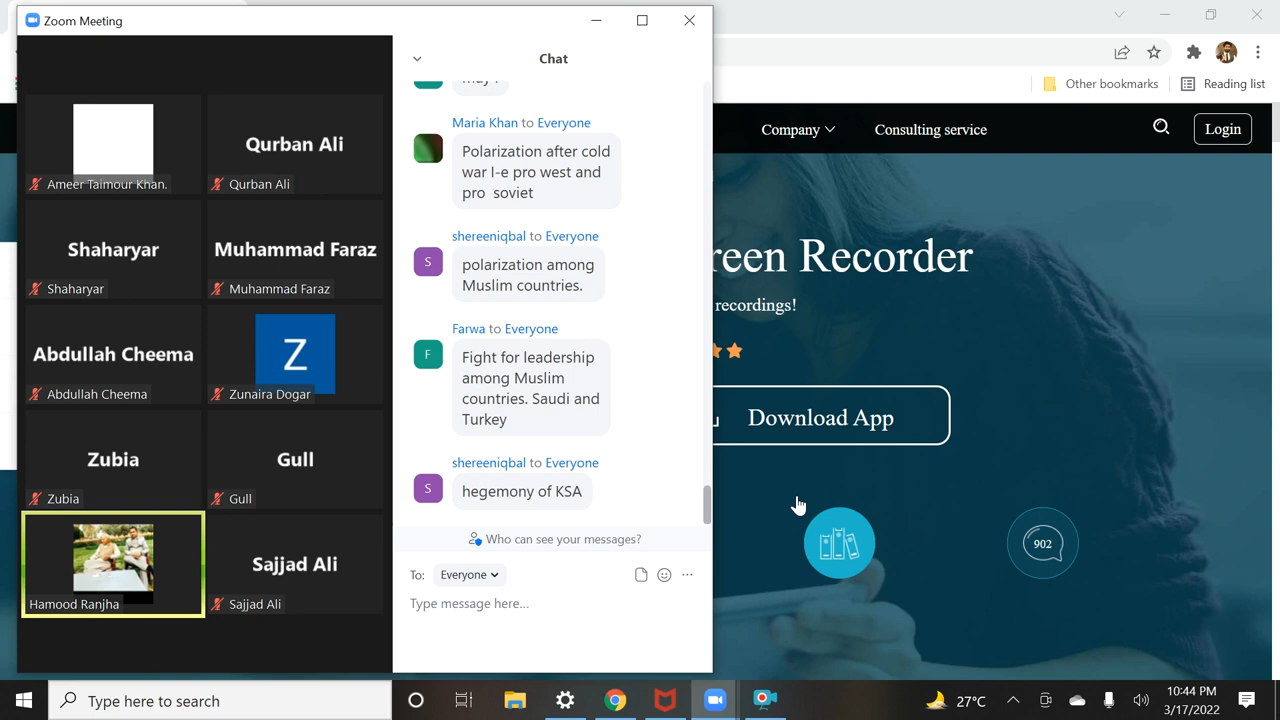 Zoom Meeting
Chat
Ameer Taimour Khan.
Qurban Ali
Qurban Ali
Shaharyar
Shaharyar
Muhammad Faraz
Muhammad Faraz
Abdullah Cheema
Abdullah Cheema
Z
Zunaira Dogar
Zubia
Zubia
Gull
Gull
Hamood Ranjha
Sajjad Ali
Sajjad Ali
Maria Khan to Everyone
Polarization after cold
war I-e pro west and
pro soviet
shereeniqbal to Everyone
S
polarization among
Muslim countries.
Farwa to Everyone
F
Fight for leadership
among Muslim
countries. Saudi and
Turkey
shereeniqbal to Everyone
S
hegemony of KSA
Who can see your messages?
To: Everyone
Type message here...
Other bookmarks
Reading list
Company
Consulting service
Login
reen Recorder
recordings!
Download App
902
Type here to search
27°C
10:44 PM
3/17/2022